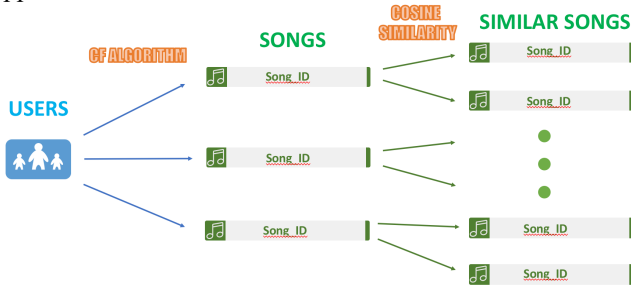 COSINE
SIMILARITY
SIMILAR SONGS
SONGS
CF ALGORITHM
Song_ID
Song_ID
USERS
Song_ID
Song_ID
Song_ID
Song_ID
Song_ID